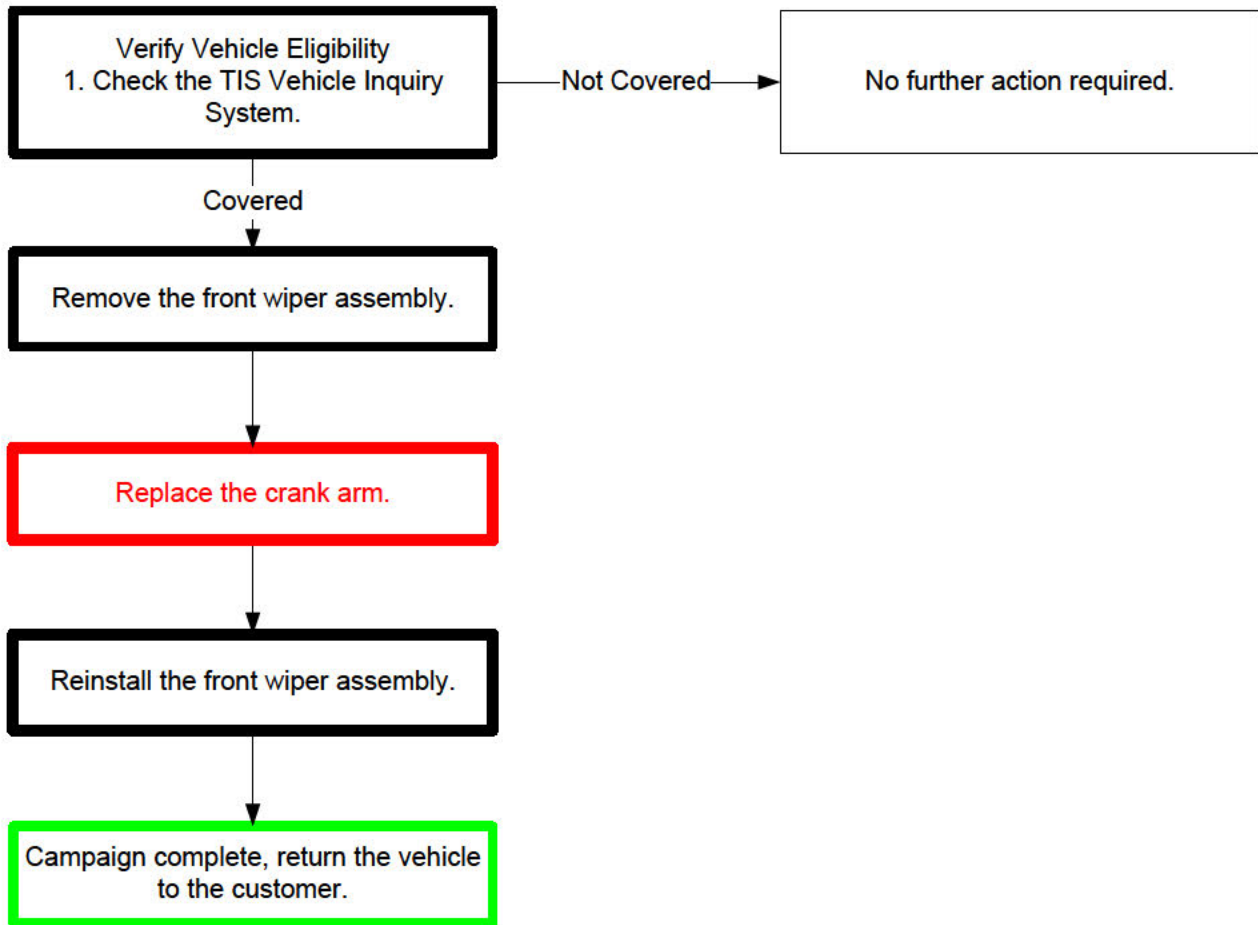 Verify Vehicle Eligibility
1. Check the TIS Vehicle Inquiry
System.
Not Covered
No further action required.
Covered
Remove the front wiper assembly.
Replace the crank arm.
Reinstall the front wiper assembly.
Campaign complete, return the vehicle
to the customer.